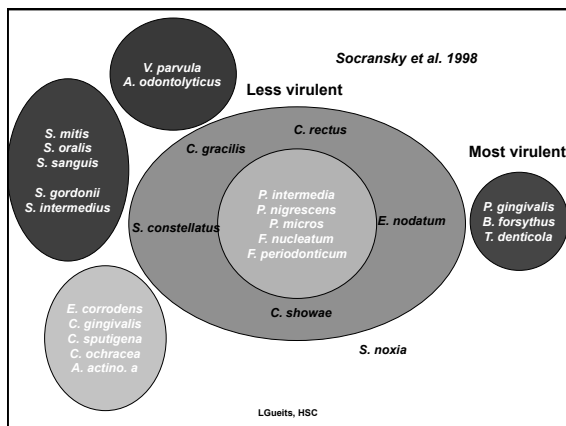 Socransky et al. 1998
V. parvula
A. odontolyticus
Less virulent
S. mitis
S. oralis
S. sanguis
S. gordonii
S. intermedius
C. rectus
C. gracilis
Most virulent
P. intermedia
P. nigrescens
P. micros
F. nucleatum
F. periodonticum
S. constellatus
E. nodatum
P. gingivalis
B. forsythus
T. denticola
C. showae
E. corrodens
C. gingivalis
C. sputigena
C. ochracea
A. actino. a
S. noxia
LGueits, HSC